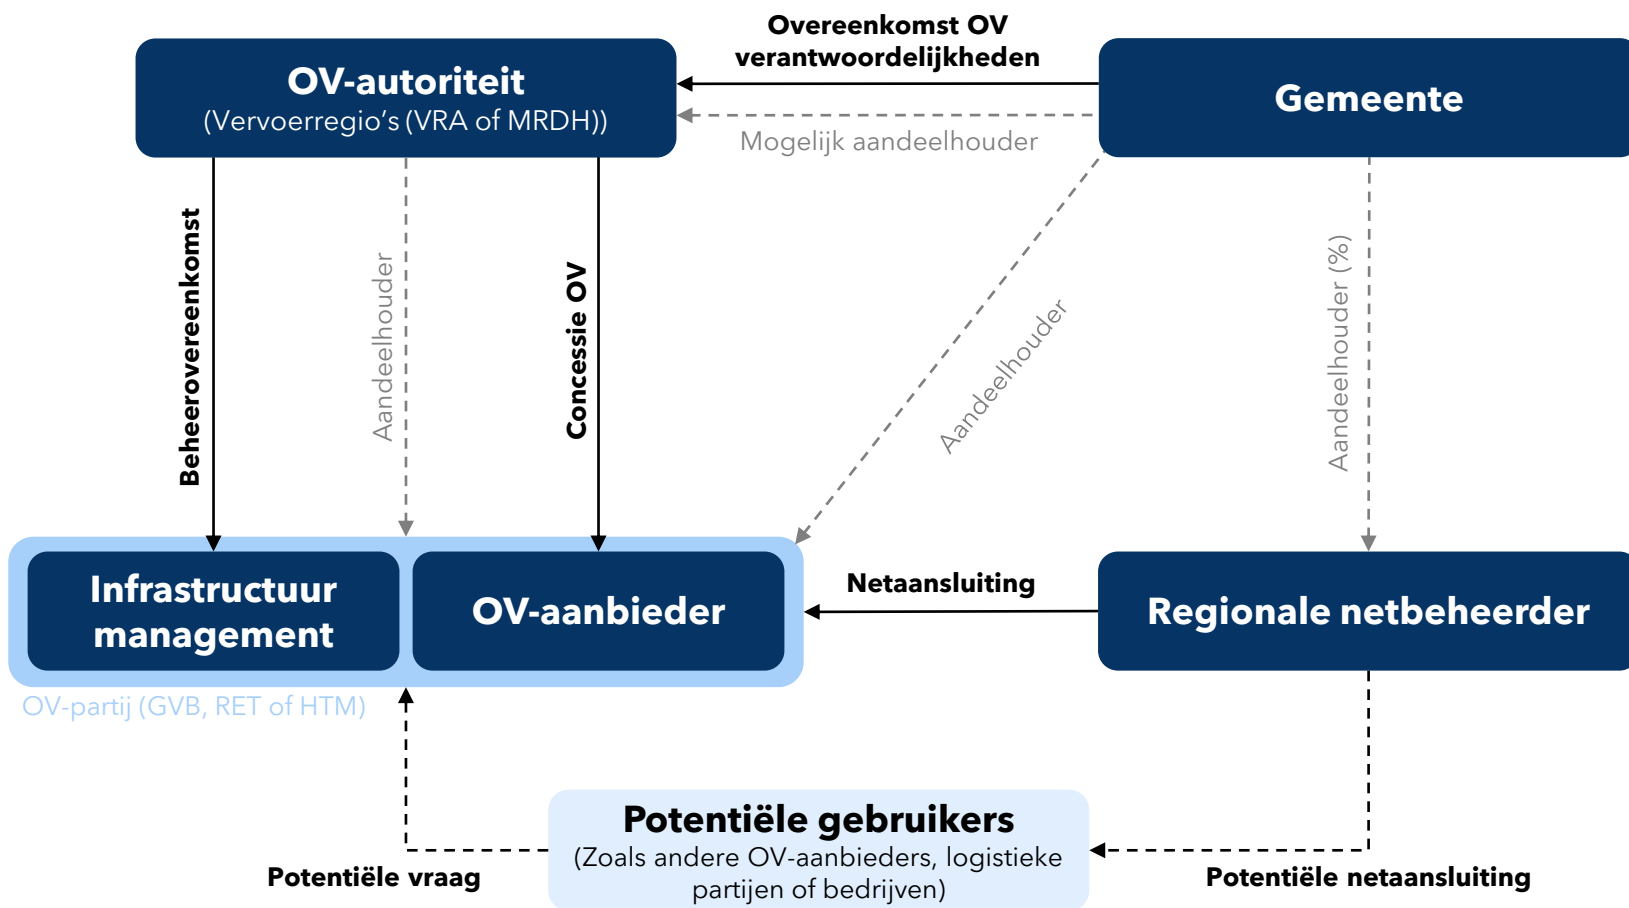 Overeenkomst OV
verantwoordelijkheden
OV-autoriteit
(Vervoerregio's (VRA of MRDH))
Gemeente
Mogelijk aandeelhouder
Beheerovereenkomst
Aandeelhouder
Concessie OV
Aandeelhouder
Aandeelhouder (%)
Infrastructuur
management
OV-aanbieder
Netaansluiting
Regionale netbeheerder
OV-partij (GVB, RET of HTM)
Potentiële gebruikers
(Zoals andere OV-aanbieders, logistieke
partijen of bedrijven)
Potentiële vraag
Potentiële netaansluiting